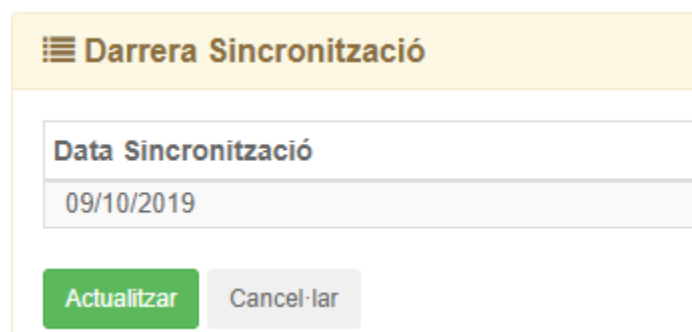 Darrera Sincronització
Data Sincronització
09/10/2019
Actualitzar
Cancel·lar